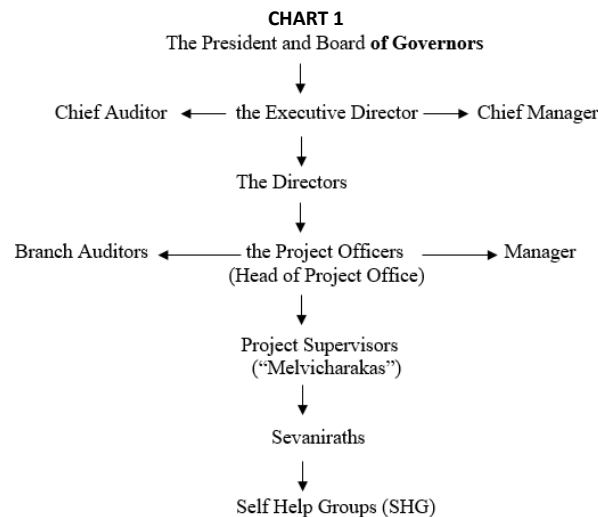 CHART 1
The President and Board of Governors
Chief Auditor the Executive Director Chief Manager
The Directors
Branch Auditors the Project Officers Manager
(Head of Project Office)
Project Supervisors
(“Melvicharakas”)
Sevaniraths
Self Help Groups (SHG)